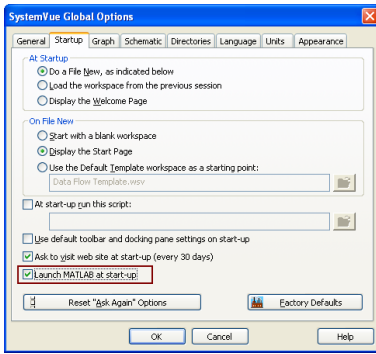 SystemVue Global Options
General Startup Graph Schematic Directories Language Units Appearance
At Startup
Do a File New, as indicated below
Load the workspace from the previous session
Display the Welcome Page
On File New
Start with a blank workspace
Display the Start Page
Use the Default Template workspace as a starting point:
Data Flow Template.wsv
At start-up run this script:
Use default toolbar and docking pane settings on start-up
Ask to visit web site at start-up (every 30 days)
Launch MATLAB at start-up
Reset "Ask Again" Options Factory Defaults
OK Cancel Help